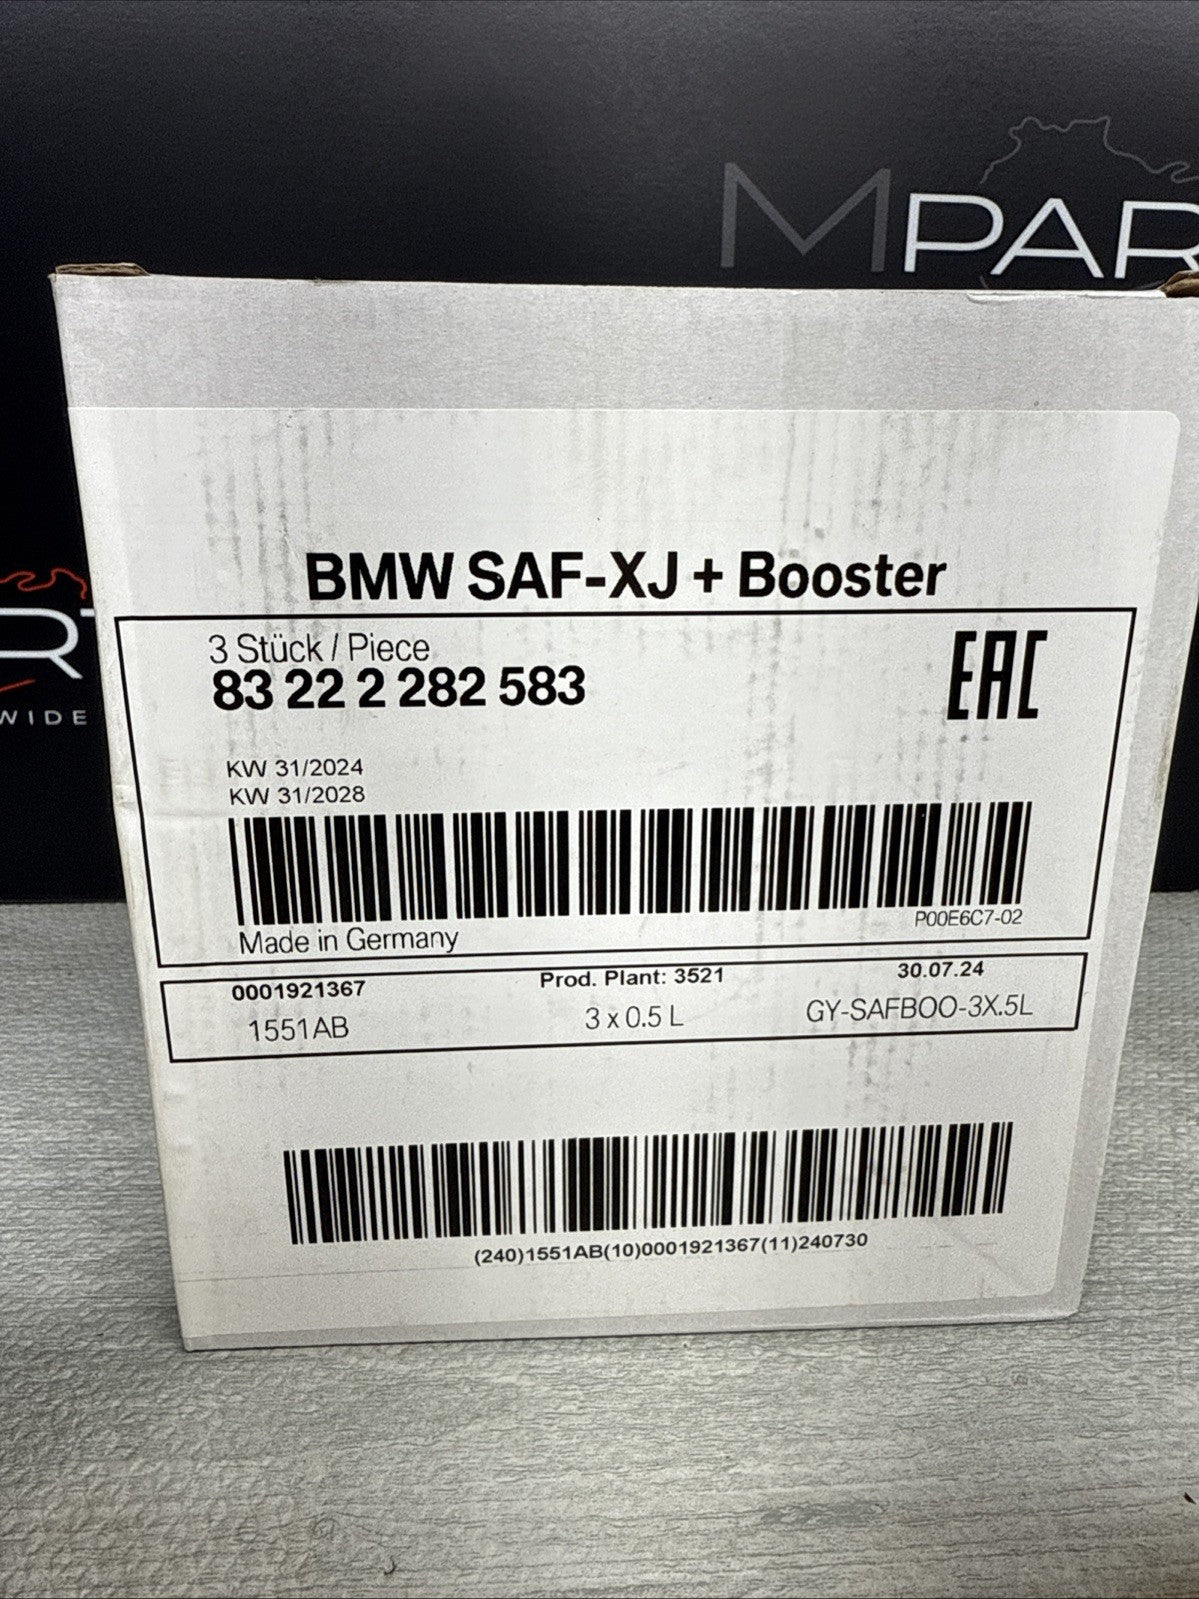 MPAR
RT
WIDE
BMW SAF-XJ + Booster
3 Stück / Piece
EAC
83 22 2 282 583
KW 31/2024
KW 31/2028
P00E6C7-02
Made in Germany
0001921367 Prod. Plant: 3521 30.07.24
1551AB 3 x 0.5 L GY-SAFBOO-3X.5L
(240)1551AB(10)0001921367(11)240730